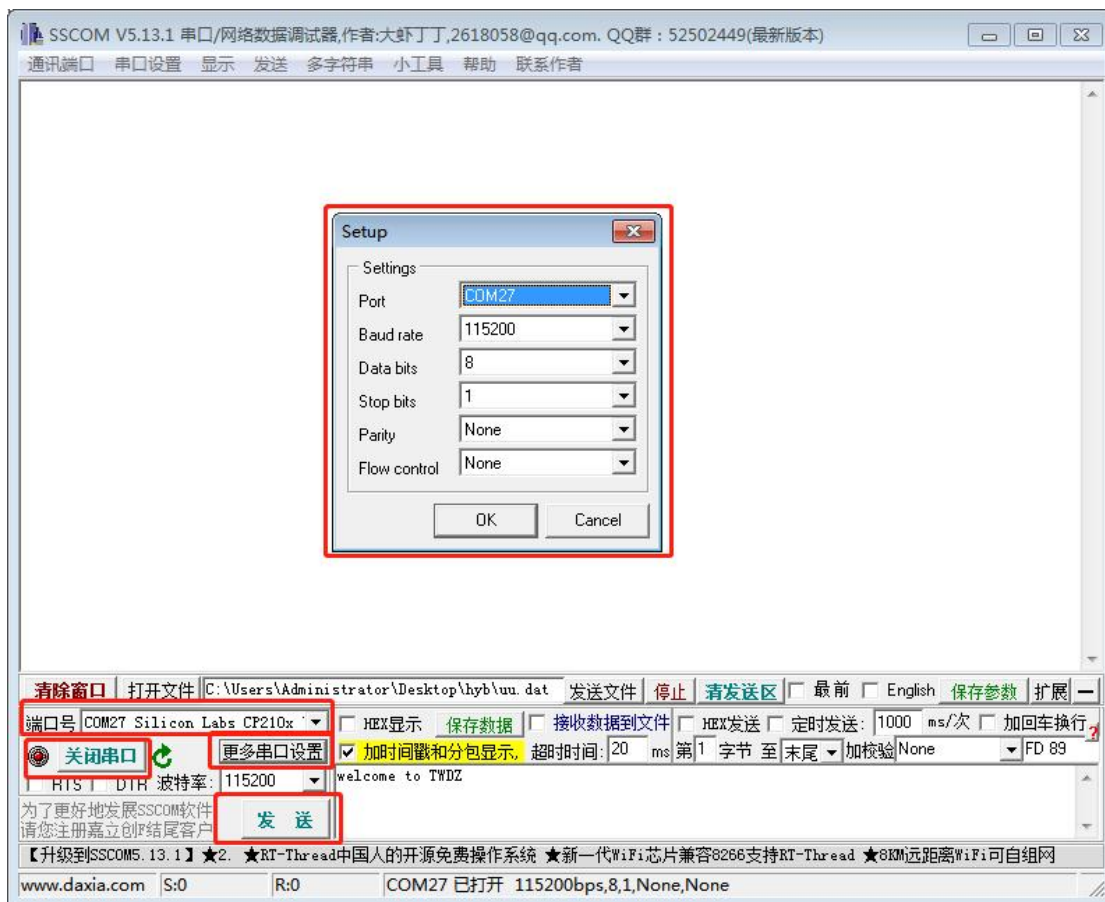 SSCOM V5.13.1 串口/网络数据调试器,作者:大虾丁丁,2618058@qq.com. QQ群：52502449(最新版本)
通讯端口 串口设置 显示 发送 多字符串 小工具 帮助 联系作者
Setup
Settings
Port COM27
Baud rate 115200
Data bits 8
Stop bits 1
Parity None
Flow control None
OK Cancel
清除窗口 打开文件 C:\Users\Administrator\Desktop\hyb\uu.dat 发送文件 停止 清发送区 最前 English 保存参数 扩展 —
端口号 COM27 Silicon Labs CP210x HEX显示 保存数据 接收数据到文件 HEX发送 定时发送: 1000 ms/次 加回车换行 ?
关闭串口 更多串口设置 加时间戳和分包显示, 超时时间: 20 ms 第1 字节 至 末尾 加校验 None FD 89
RTS DTR 波特率: 115200 welcome to TWDZ
为了更好地发展SSCOM软件
请您注册嘉立创F结尾客户 发 送
【升级到SSCOM5.13.1】★2. ★RT-Thread中国人的开源免费操作系统 ★新一代WiFi芯片兼容8266支持RT-Thread ★8KM远距离WiFi可自组网
www.daxia.com S:0 R:0 COM27 已打开 115200bps,8,1,None,None